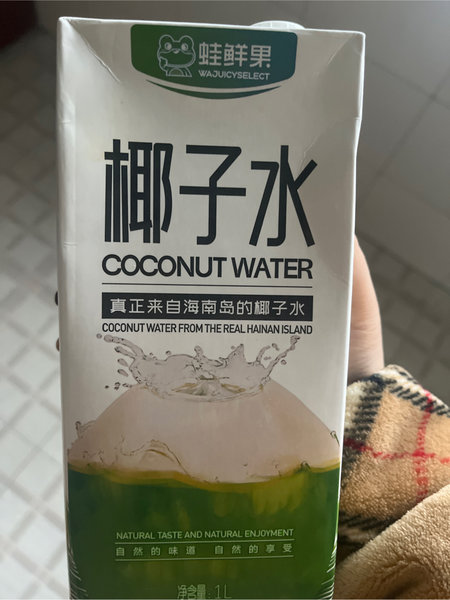 蛙鲜果
WAJUICYSELECT
椰子水
COCONUT WATER
真正来自海南岛的椰子水
COCONUT WATER FROM THE REAL HAINAN ISLAND
NATURAL TASTE AND NATURAL ENJOYMENT
自然的味道 自然的享受
净含量: 1L